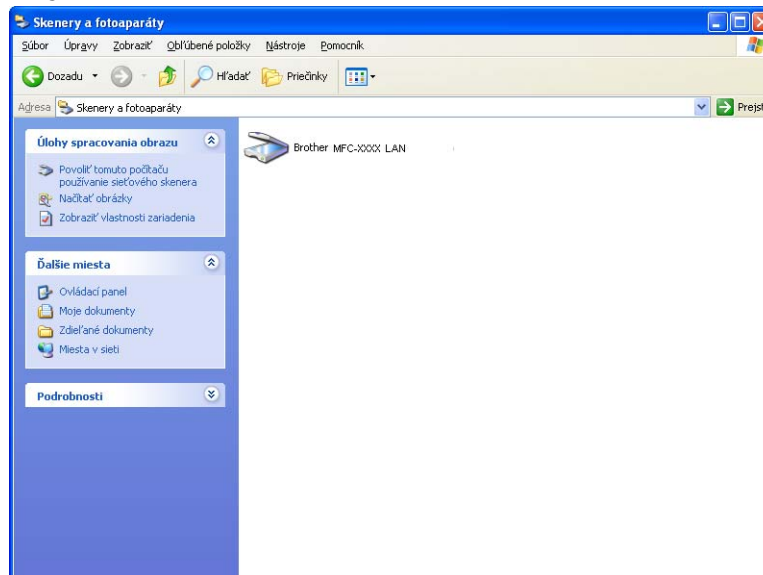 Skenery a fotoaparáty
Súbor Úpravy Zobraziť Obľúbené položky Nástroje Pomocník
Dozadu Hľadať Priečinky
Adresa Skenery a fotoaparáty
Úlohy spracovania obrazu
Povoliť tomuto počítaču
používanie sieťového skenera
Načítať obrázky
Zobraziť vlastnosti zariadenia
Ďalšie miesta
Ovládací panel
Moje dokumenty
Zdieľané dokumenty
Miesta v sieti
Podrobnosti
Brother MFC-XXXX LAN